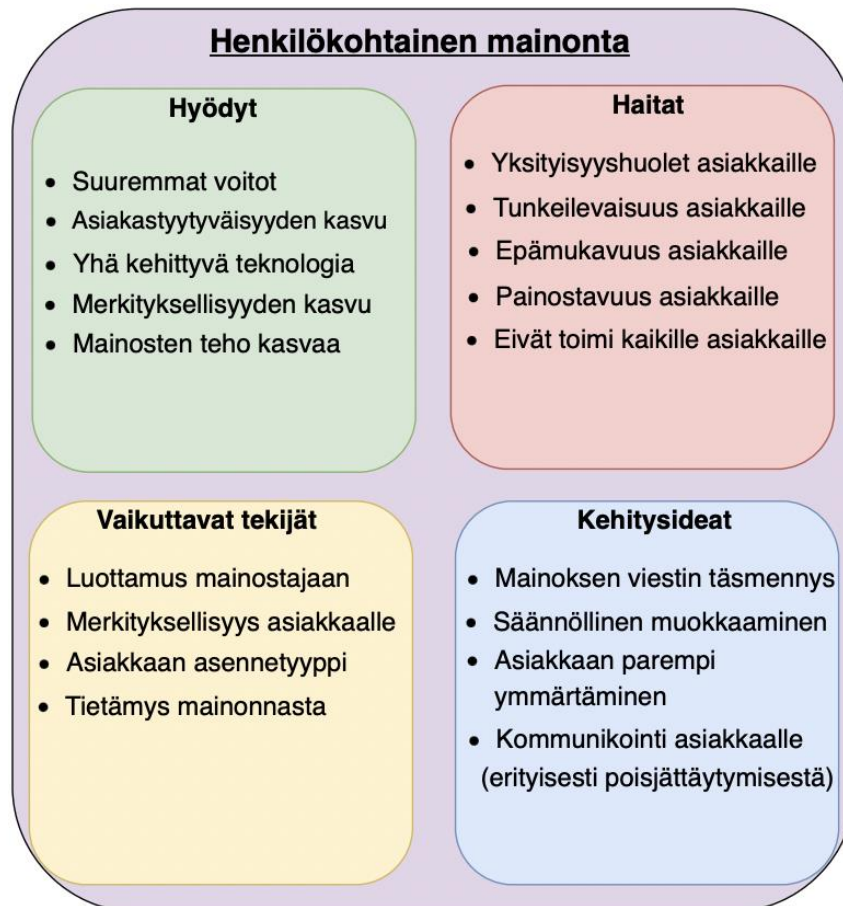 Henkilökohtainen mainonta
Hyödyt
• Suuremmat voitot
• Asiakastyytyväisyyden kasvu
• Yhä kehittyvä teknologia
• Merkityksellisyyden kasvu
• Mainosten teho kasvaa
Haitat
• Yksityisyyshuolet asiakkaille
• Tunkeilevaisuus asiakkaille
• Epämukavuus asiakkaille
• Painostavuus asiakkaille
• Eivät toimi kaikille asiakkaille
Vaikuttavat tekijät
• Luottamus mainostajaan
• Merkityksellisyys asiakkaalle
• Asiakkaan asennetyyppi
• Tietämys mainonnasta
Kehitysideat
• Mainoksen viestin täsmennys
• Säännöllinen muokkaaminen
• Asiakkaan parempi
ymmärtäminen
• Kommunikointi asiakkaalle
(erityisesti poisjättäytymisestä)